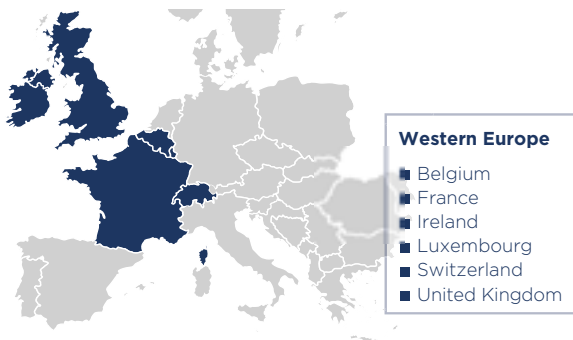 Western Europe
Belgium
France
Ireland
Luxembourg
Switzerland
United Kingdom